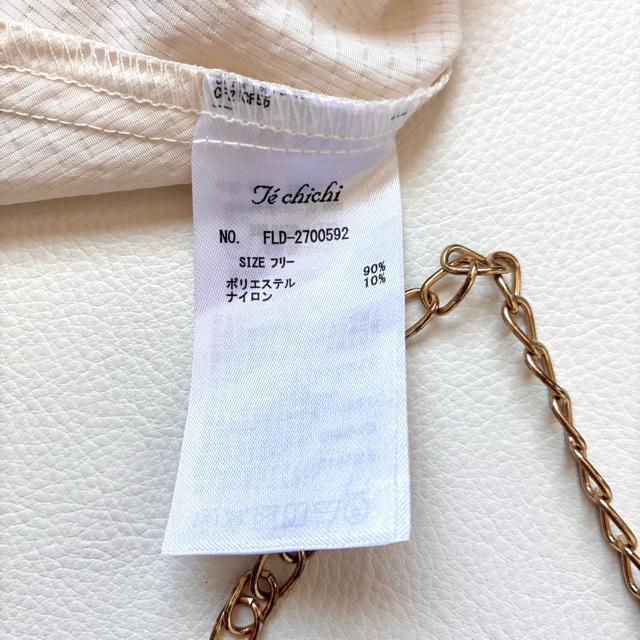 Té chichi
NO. FLD-2700592
SIZE フリー
ポリエステル 90%
ナイロン 10%